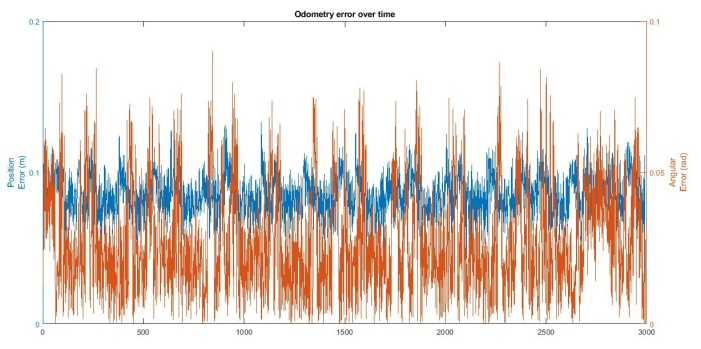 Odometry error over time
0.2
0.1
0
Position
Error (m)
0.1
0.05
0
Angular
Error (rad)
0 500 1000 1500 2000 2500 3000